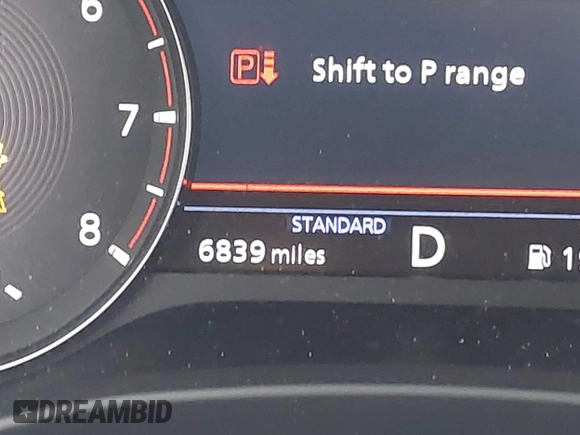 6
P Shift to P range
7
8
STANDARD
6839 miles D
DREAMBID